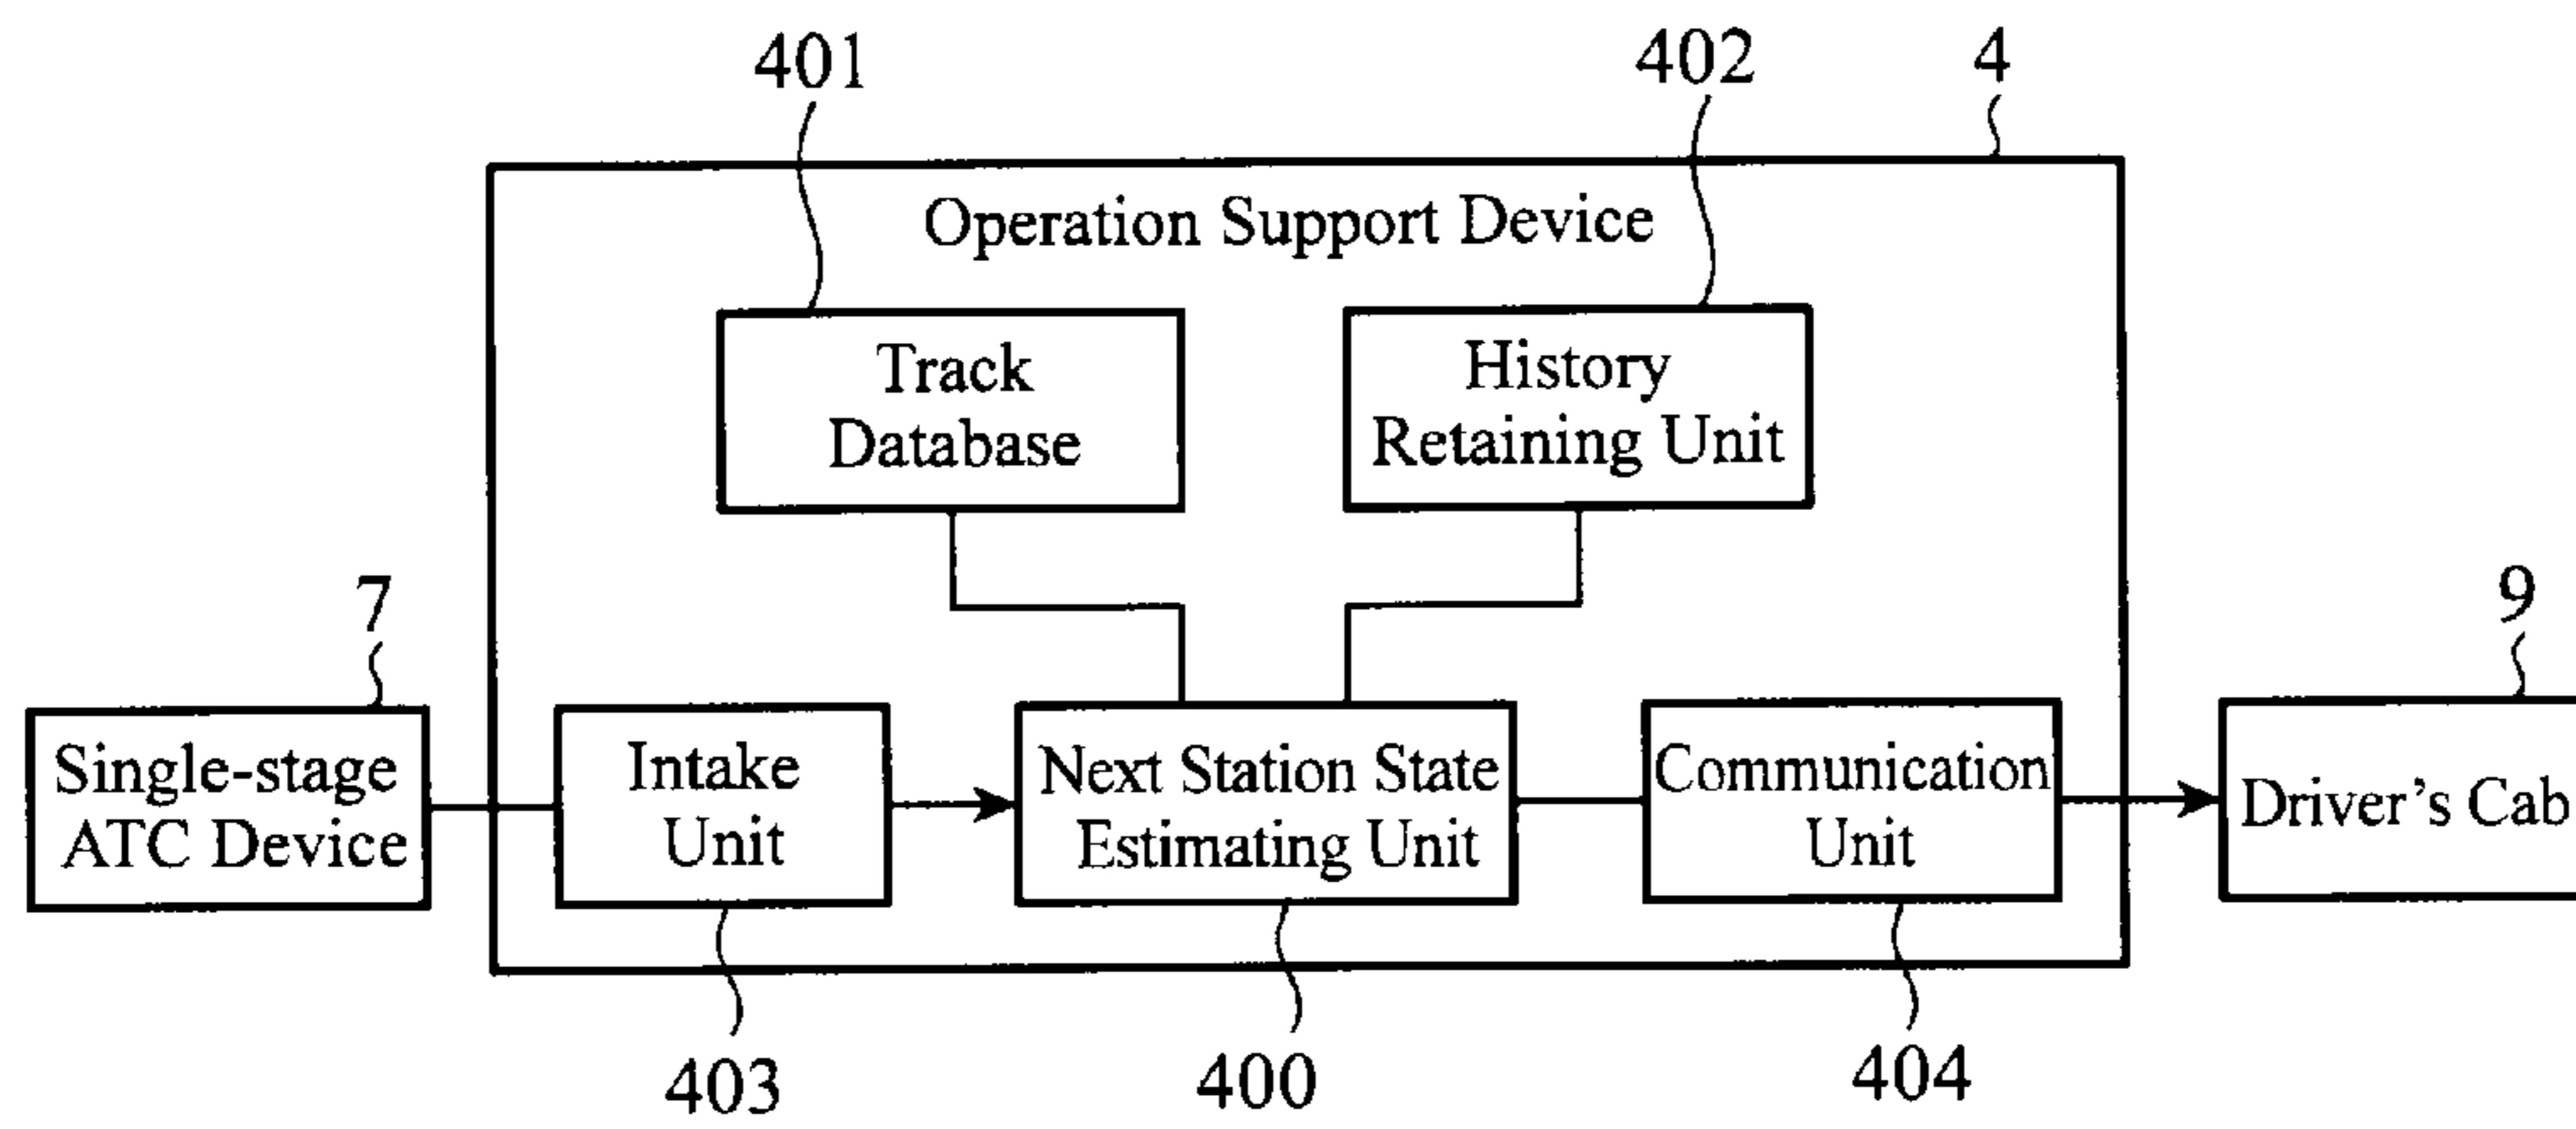 401
402
4
Operation Support Device
Track
Database
History
Retaining Unit
7
9
Single-stage
ATC Device
Intake
Unit
Next Station State
Estimating Unit
Communication
Unit
Driver's Cab
403
400
404